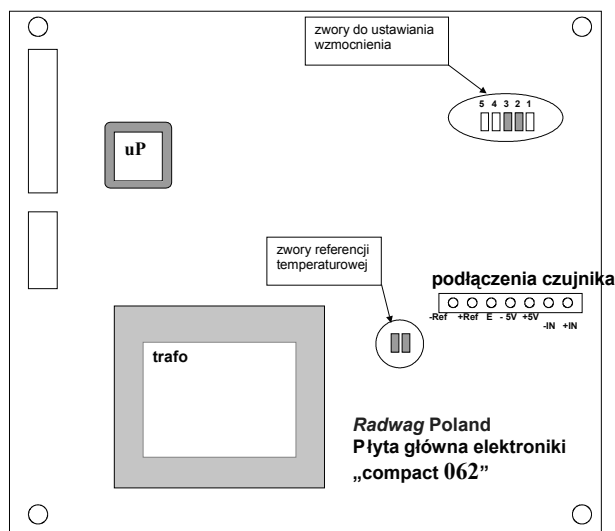 zwory do ustawiania
wzmocnienia
5 4 3 2 1
uP
zwory referencji
temperaturowej
podłączenia czujnika
-Ref +Ref E - 5V +5V -IN +IN
trafo
Radwag Poland
Płyta główna elektroniki
„compact 062”